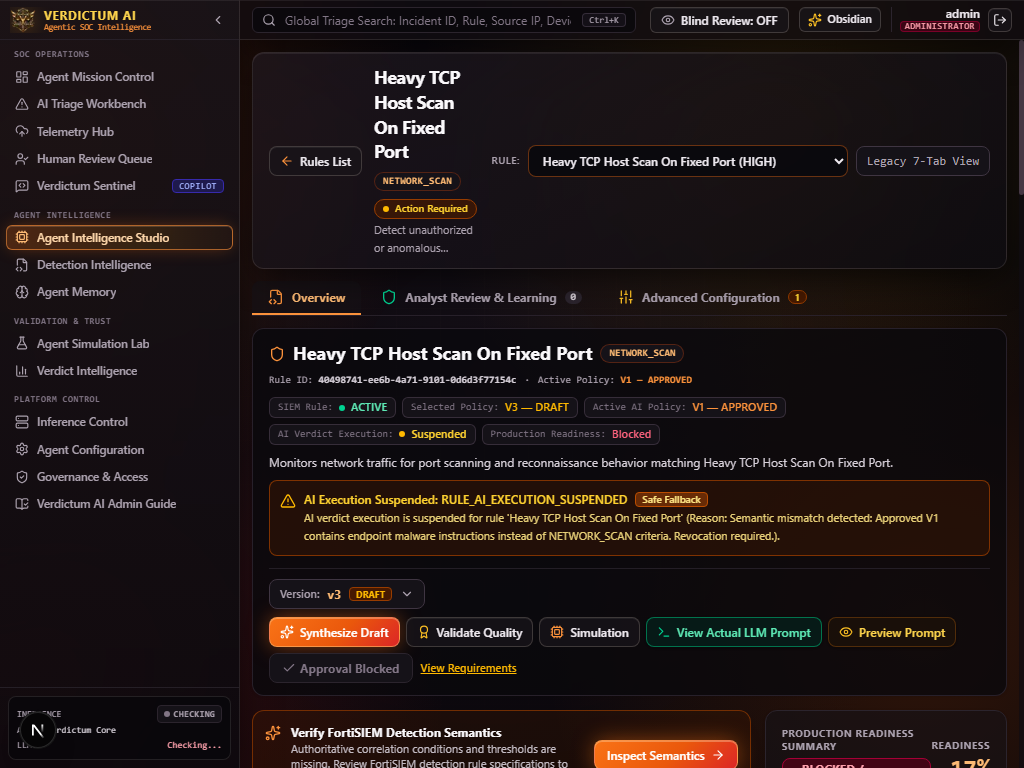 VERDICTUM AI
Agentic SOC Intelligence
Global Triage Search: Incident ID, Rule, Source IP, Devi
Ctrl+K
Blind Review: OFF
Obsidian
admin
ADMINISTRATOR
SOC OPERATIONS
Agent Mission Control
AI Triage Workbench
Telemetry Hub
Human Review Queue
Verdictum Sentinel
COPILOT
AGENT INTELLIGENCE
Agent Intelligence Studio
Detection Intelligence
Agent Memory
VALIDATION & TRUST
Agent Simulation Lab
Verdict Intelligence
PLATFORM CONTROL
Inference Control
Agent Configuration
Governance & Access
Verdictum AI Admin Guide
CHECKING
N
rdictum Core
Checking...
Rules List
Heavy TCP
Host Scan
On Fixed
Port
NETWORK_SCAN
Action Required
Detect unauthorized
or anomalous...
RULE:
Heavy TCP Host Scan On Fixed Port (HIGH)
Legacy 7-Tab View
Overview
Analyst Review & Learning 0
Advanced Configuration 1
Heavy TCP Host Scan On Fixed Port NETWORK_SCAN
Rule ID: 40498741-ee6b-4a71-9101-0d6d3f77154c · Active Policy: V1 — APPROVED
SIEM Rule: ACTIVE
Selected Policy: V3 — DRAFT
Active AI Policy: V1 — APPROVED
AI Verdict Execution: Suspended
Production Readiness: Blocked
Monitors network traffic for port scanning and reconnaissance behavior matching Heavy TCP Host Scan On Fixed Port.
AI Execution Suspended: RULE_AI_EXECUTION_SUSPENDED Safe Fallback
AI verdict execution is suspended for rule 'Heavy TCP Host Scan On Fixed Port' (Reason: Semantic mismatch detected: Approved V1
contains endpoint malware instructions instead of NETWORK_SCAN criteria. Revocation required.).
Version: v3 DRAFT
Synthesize Draft
Validate Quality
Simulation
View Actual LLM Prompt
Preview Prompt
Approval Blocked
View Requirements
Verify FortiSIEM Detection Semantics
Authoritative correlation conditions and thresholds are
missing. Review FortiSIEM detection rule specifications to
Inspect Semantics
PRODUCTION READINESS
SUMMARY
READINESS
17%